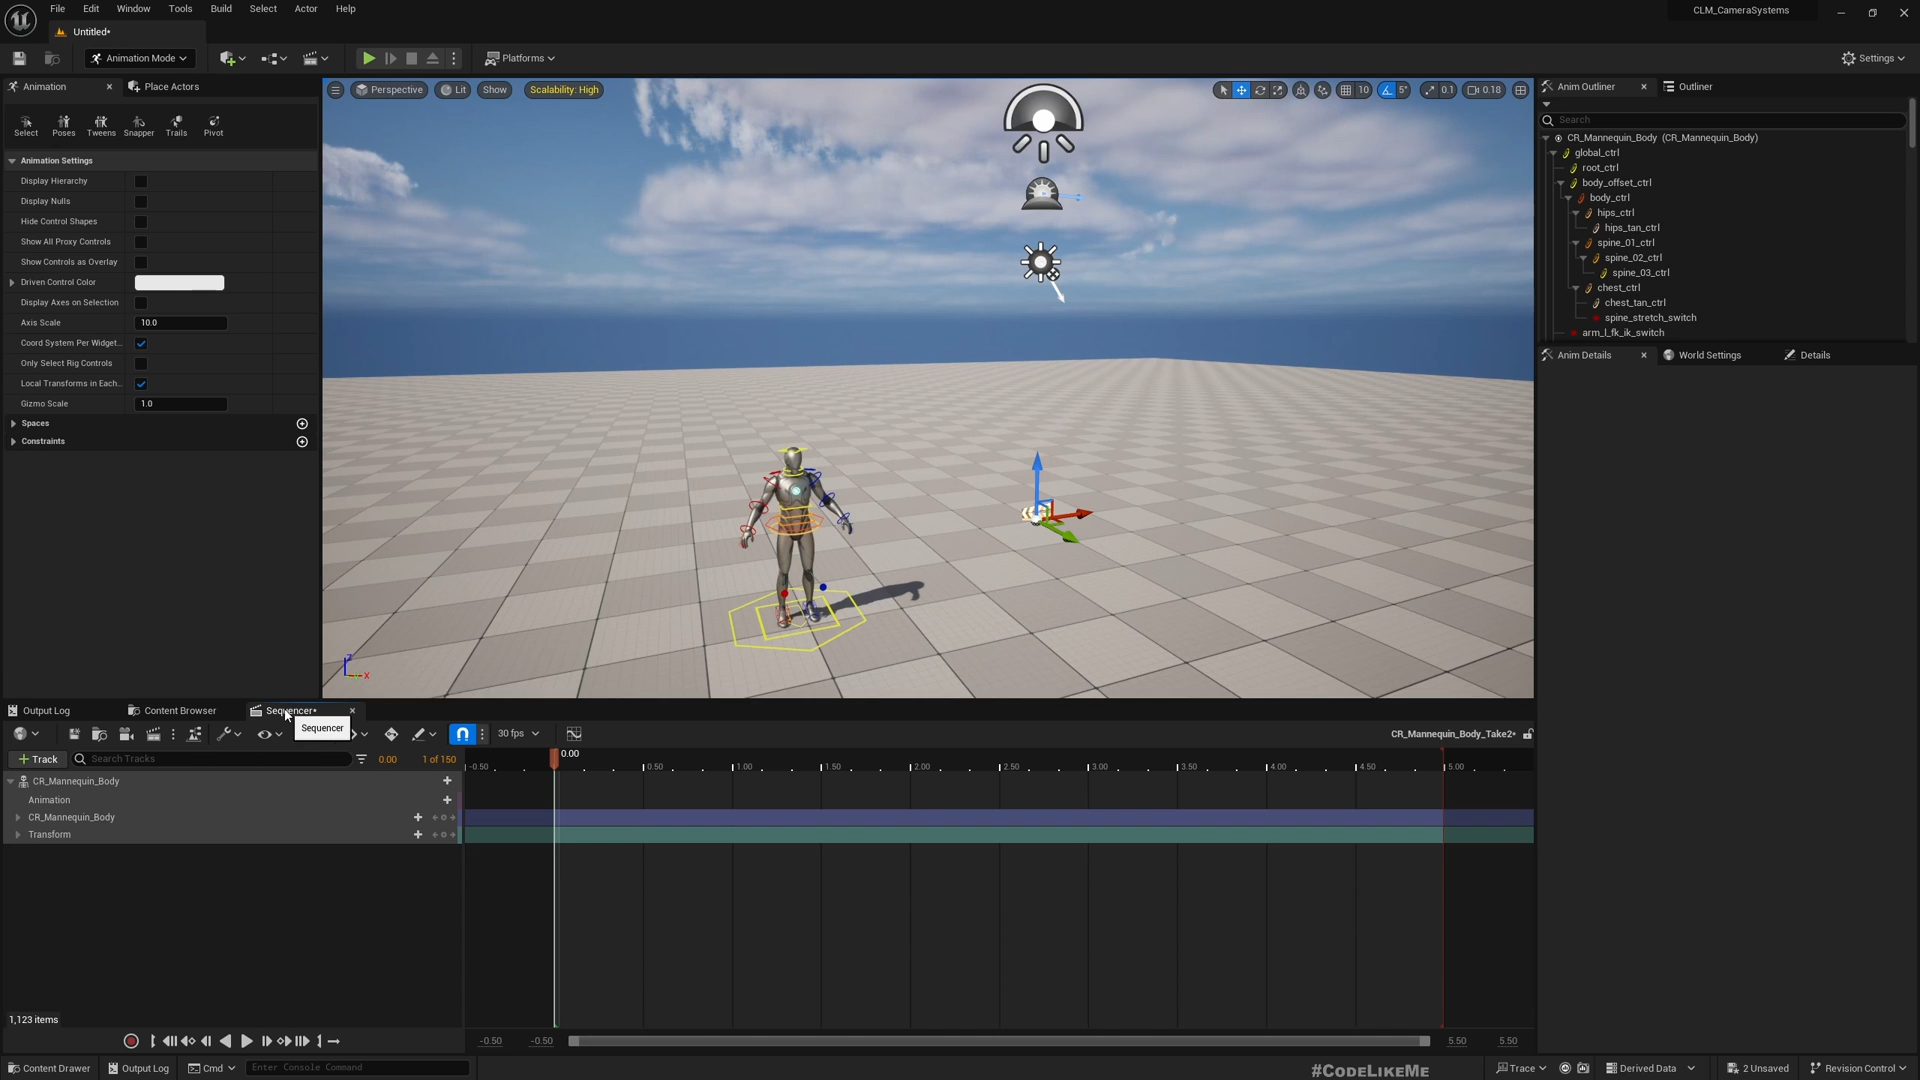 File Edit Window Tools Build Select Actor Help
CLM_CameraSystems
Untitled*
Animation Mode
Platforms
Settings
Animation
Place Actors
Perspective
Lit
Show
Scalability: High
10
5°
0.1
0.18
Anim Outliner
Outliner
Select Poses Tweens Snapper Trails Pivot
Search
Animation Settings
Display Hierarchy
Display Nulls
Hide Control Shapes
Show All Proxy Controls
Show Controls as Overlay
Driven Control Color
Display Axes on Selection
Axis Scale 10.0
Coord System Per Widget...
Only Select Rig Controls
Local Transforms in Each...
Gizmo Scale 1.0
Spaces
Constraints
CR_Mannequin_Body (CR_Mannequin_Body)
global_ctrl
root_ctrl
body_offset_ctrl
body_ctrl
hips_ctrl
hips_tan_ctrl
spine_01_ctrl
spine_02_ctrl
spine_03_ctrl
chest_ctrl
chest_tan_ctrl
spine_stretch_switch
arm_l_fk_ik_switch
Anim Details
World Settings
Details
Z
X
Output Log
Content Browser
Sequencer*
Sequencer
30 fps
CR_Mannequin_Body_Take2*
Track
Search Tracks
0.00
1 of 150
0.00
-0.50 0.50 1.00 1.50 2.00 2.50 3.00 3.50 4.00 4.50 5.00
CR_Mannequin_Body
Animation
CR_Mannequin_Body
Transform
1,123 items
-0.50 -0.50 5.50 5.50
Content Drawer
Output Log
Cmd
Enter Console Command
#CodeLikeMe
Trace
Derived Data
2 Unsaved
Revision Control